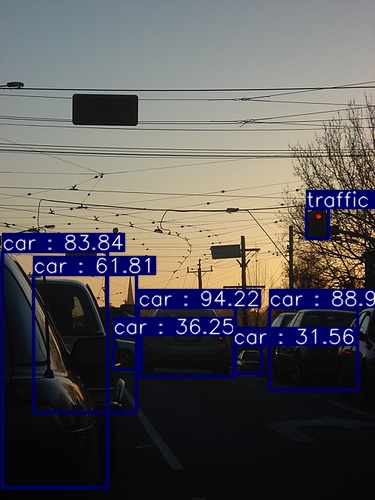 traffic
car : 83.84
car : 61.81
car : 94.22
car : 88.9
car : 36.25
car : 31.56